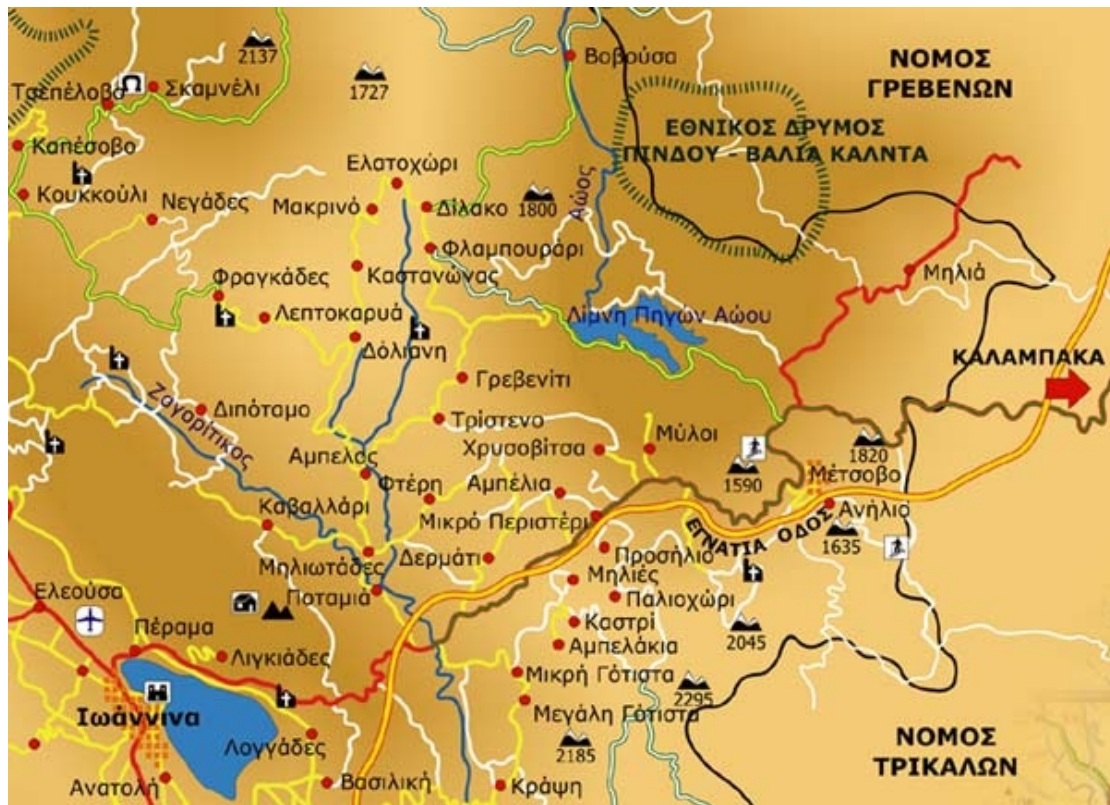 2137
1727
Βοβούσα
ΝΟΜΟΣ
ΓΡΕΒΕΝΩΝ
Τσεπέλοβο
Σκαμνέλι
ΕΘΝΙΚΟΣ ΔΡΥΜΟΣ
ΠΙΝΔΟΥ - ΒΑΛΙΑ ΚΑΛΝΤΑ
Καπέσοβο
Ελατοχώρι
Κουκκούλι
Νεγάδες
Μακρινό
Δίλακο
1800
Αώος
Φλαμπουράρι
Φραγκάδες
Καστανώνας
Μηλιά
Λεπτοκαρυά
Λίμνη Πηγών Αώου
Δόλιανη
ΚΑΛΑΜΠΑΚΑ
Γρεβενίτι
Ζαγορίτικος
Διπόταμο
Τρίστενο
Χρυσοβίτσα
Μύλοι
1820
Αμπελος
1590
Μέτσοβο
Φτέρη
Αμπέλια
Καβαλλάρι
Μικρό Περιστέρι
ΕΓΝΑΤΙΑ ΟΔΟΣ
Ανήλιο
1635
Μηλιωτάδες
Δερμάτι
Προσήλιο
Μηλιές
Ελεούσα
Ποταμιά
Παλιοχώρι
Πέραμα
Καστρί
2045
Λιγκιάδες
Αμπελάκια
Μικρή Γότιστα
2295
Ιωάννινα
Μεγάλη Γότιστα
Λογγάδες
2185
ΝΟΜΟΣ
ΤΡΙΚΑΛΩΝ
Ανατολή
Βασιλική
Κράψη